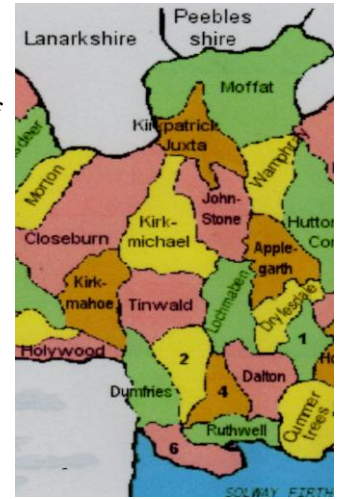 Peebles
shire
Lanarkshire
Moffat
Kirkpatrick
Juxta
Wamphray
Morton
John-
Stone
Kirk-
michael
Hutton
Closeburn
Apple-
garth
Kirk-
mahoe
Tinwald
Lochmaben
Dryfesdale
1
Holywood
2
Dalton
Dumfries
4
Cummer
trees
Ruthwell
6
SOLWAY FIRTH